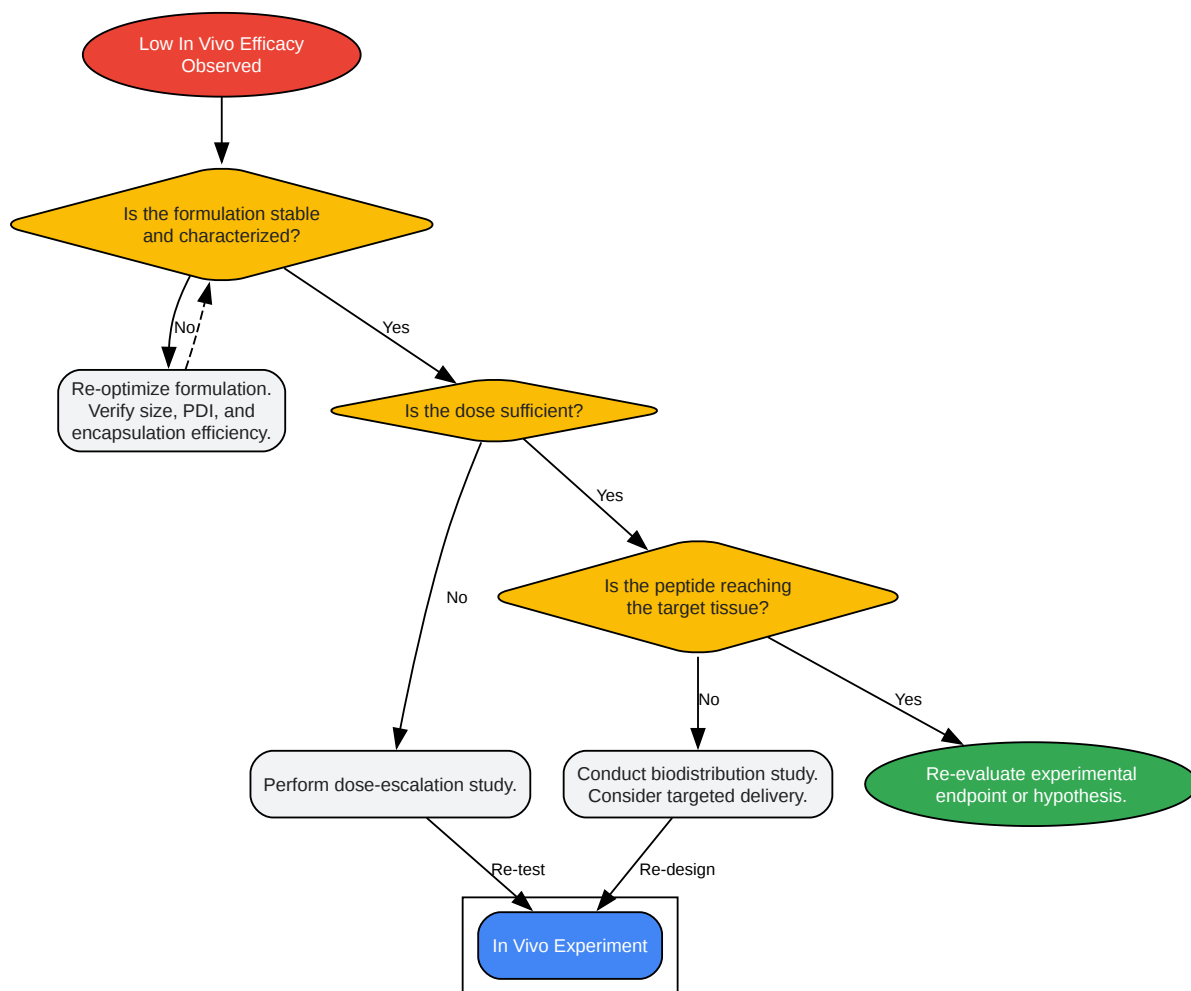 Low In Vivo Efficacy
Observed
Is the formulation stable
and characterized?
No
Yes
Re-optimize formulation.
Verify size, PDI, and
encapsulation efficiency.
Is the dose sufficient?
Yes
No
Is the peptide reaching
the target tissue?
No
Yes
Perform dose-escalation study.
Conduct biodistribution study.
Consider targeted delivery.
Re-evaluate experimental
endpoint or hypothesis.
Re-test
Re-design
In Vivo Experiment